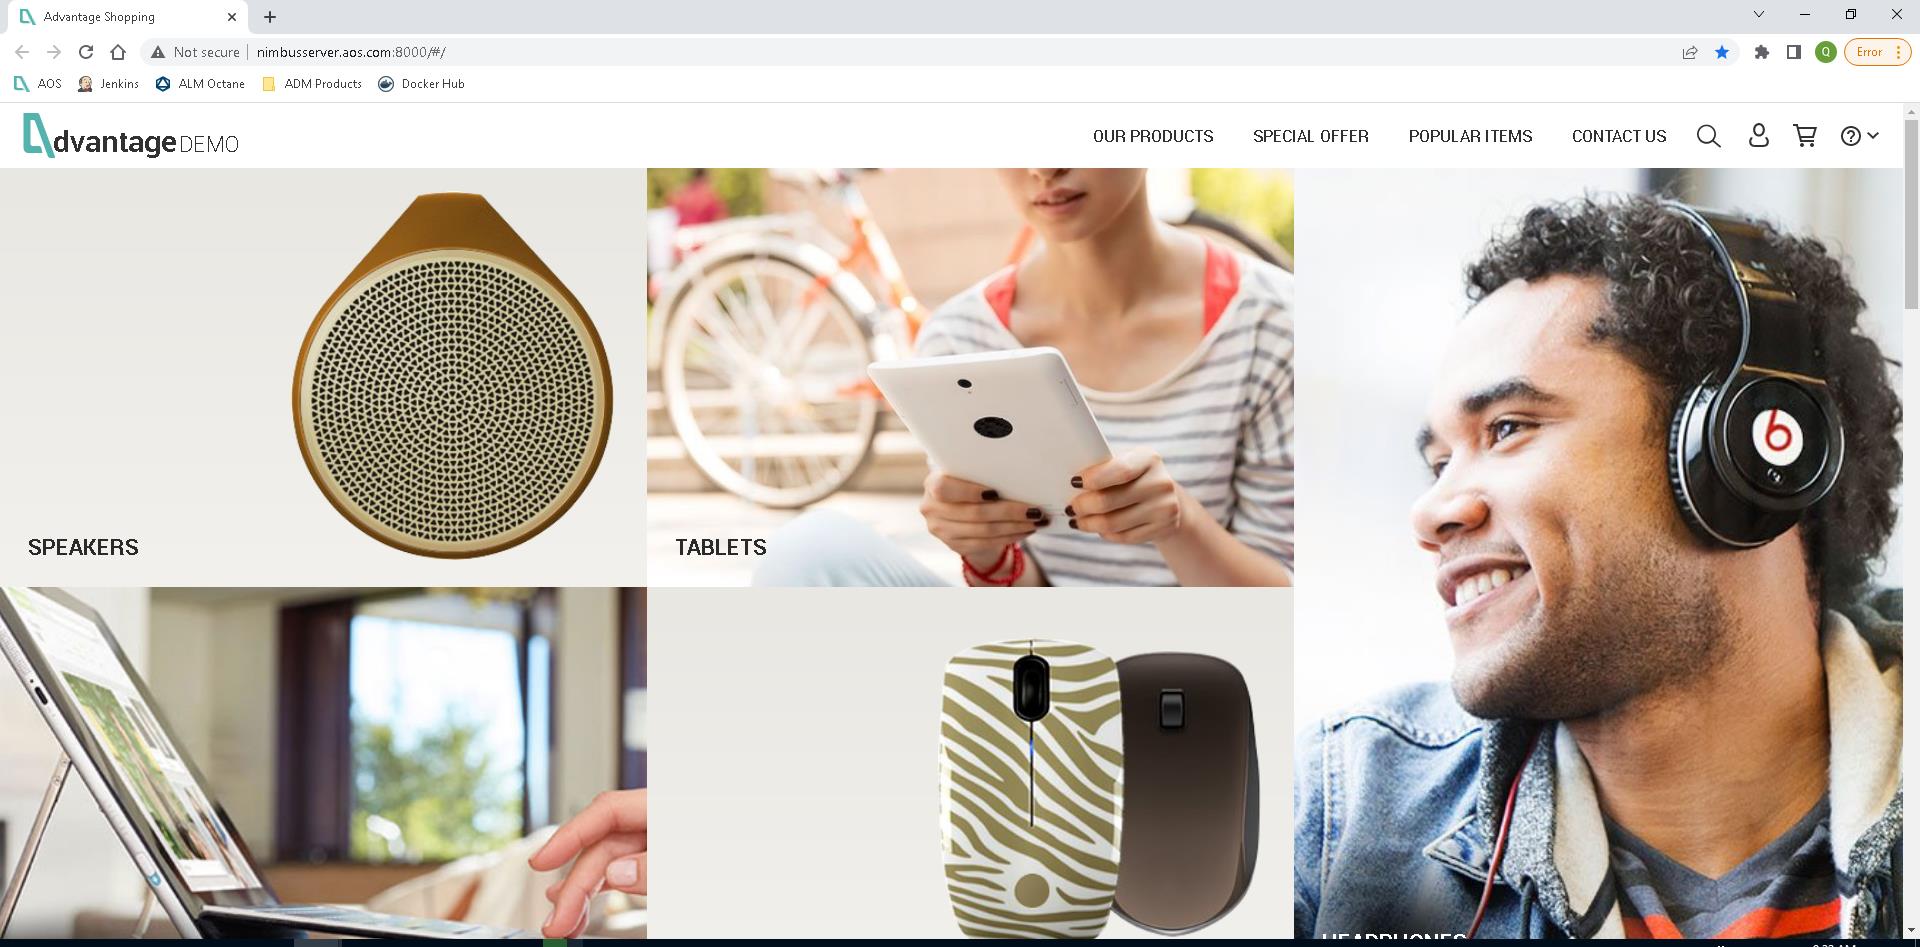 Advantage Shopping
Not secure
nimbusserver.aos.com:8000/#/
Q
Error
AOS
Jenkins
ALM Octane
ADM Products
Docker Hub
dvantage DEMO
OUR PRODUCTS
SPECIAL OFFER
POPULAR ITEMS
CONTACT US
b
SPEAKERS
TABLETS
HEADPHONES